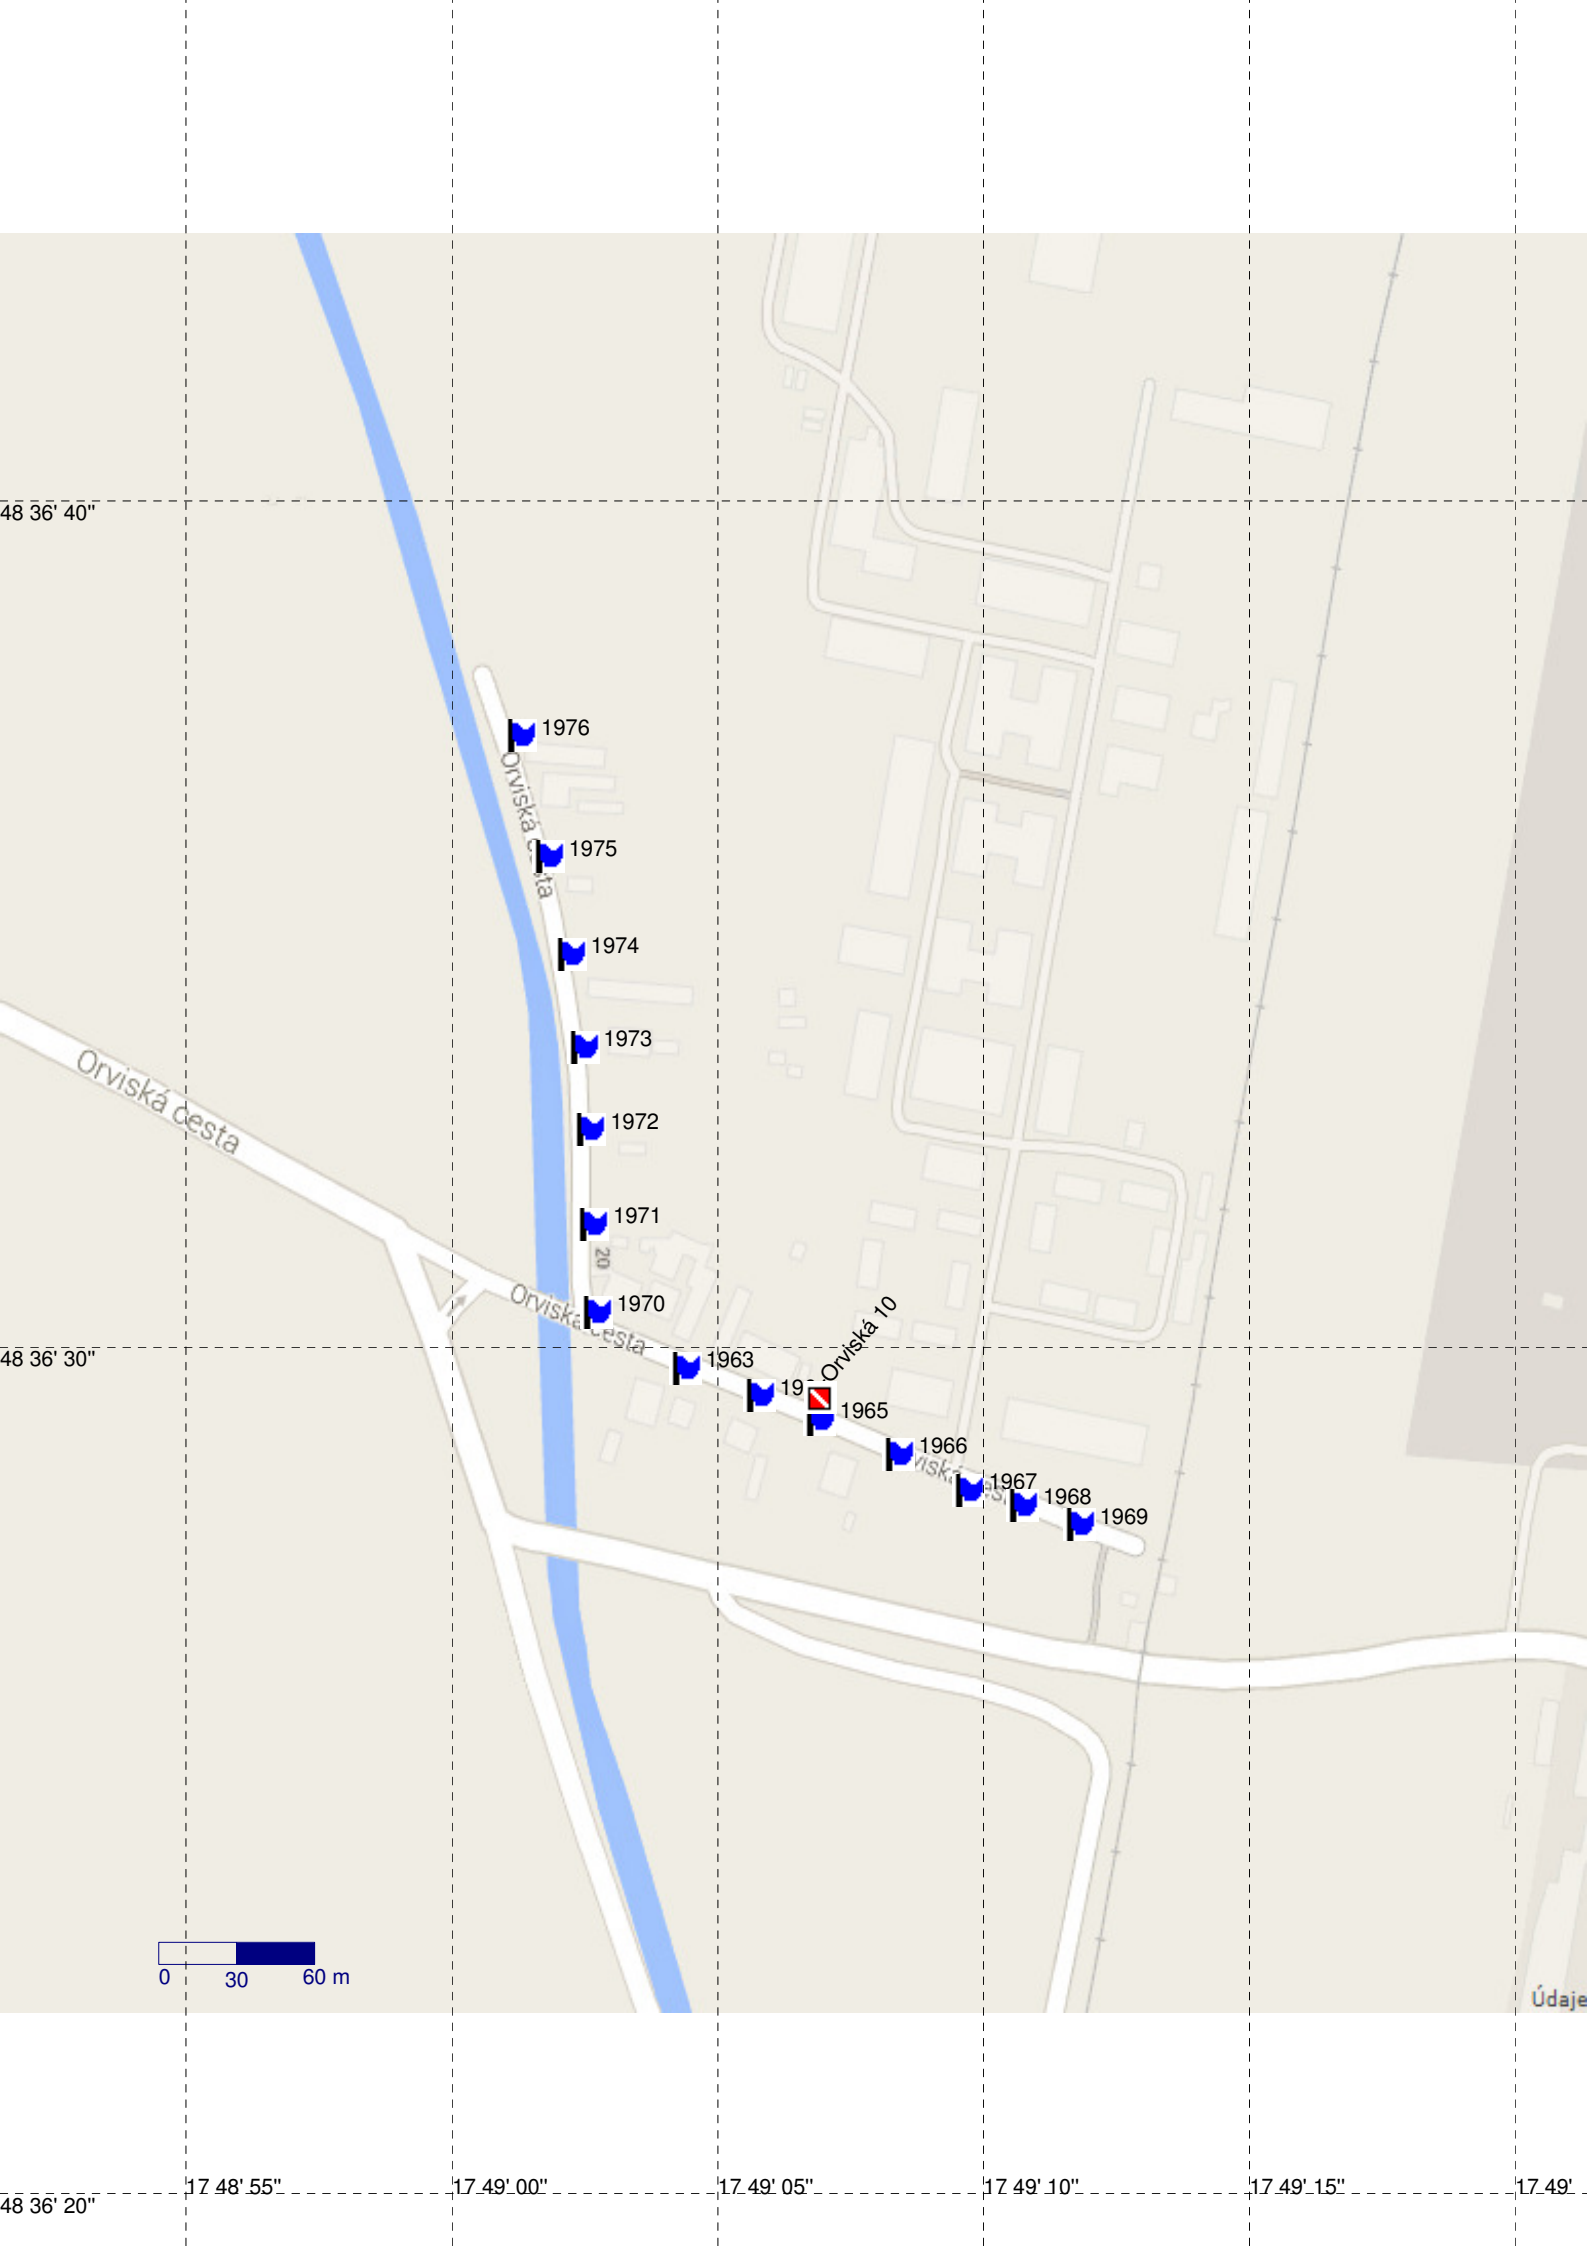 48 36' 40"
1976
Orviská cesta
1975
1974
1973
Orviská cesta
1972
1971
20
Orviská cesta
1970
Orviská 10
48 36' 30"
1963
1965
1966
1967
1968
1969
0 30 60 m
Údaje
17 48' 55" 17 49' 00" 17 49' 05" 17 49' 10" 17 49' 15" 17 49'
48 36' 20"